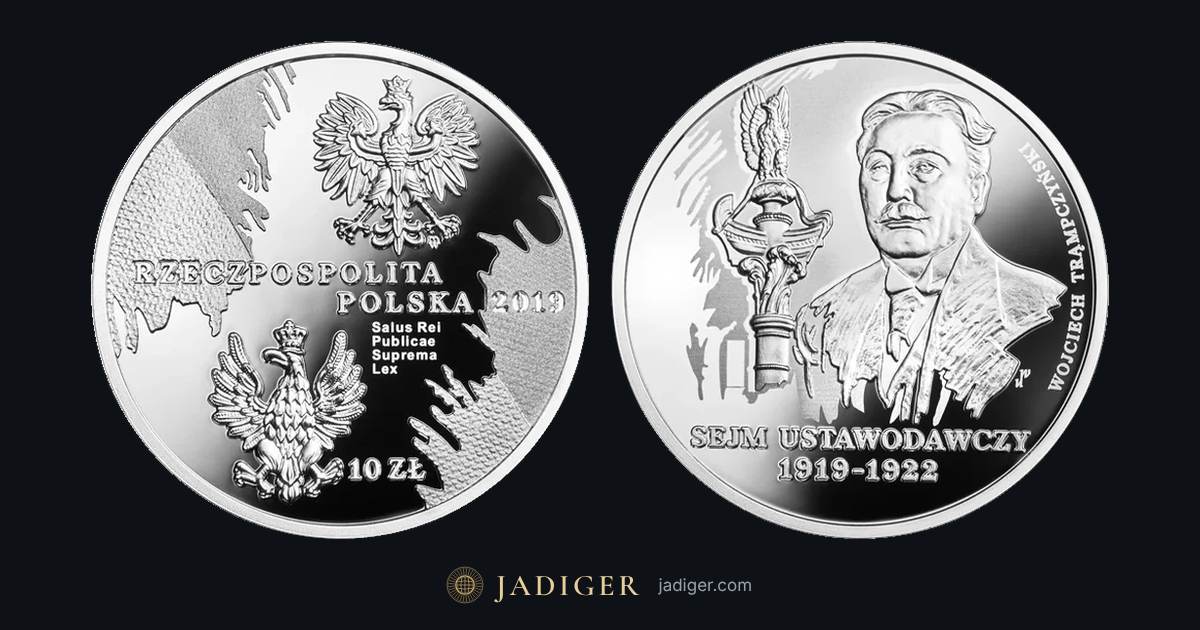 RZECZPOSPOLITA
POLSKA 2019
Salus Rei
Publicae
Suprema
Lex
10 ZŁ
WOJCIECH TRĄMPCZYŃSKI
SEJM USTAWODAWCZY
1919-1922
JADIGER jadiger.com